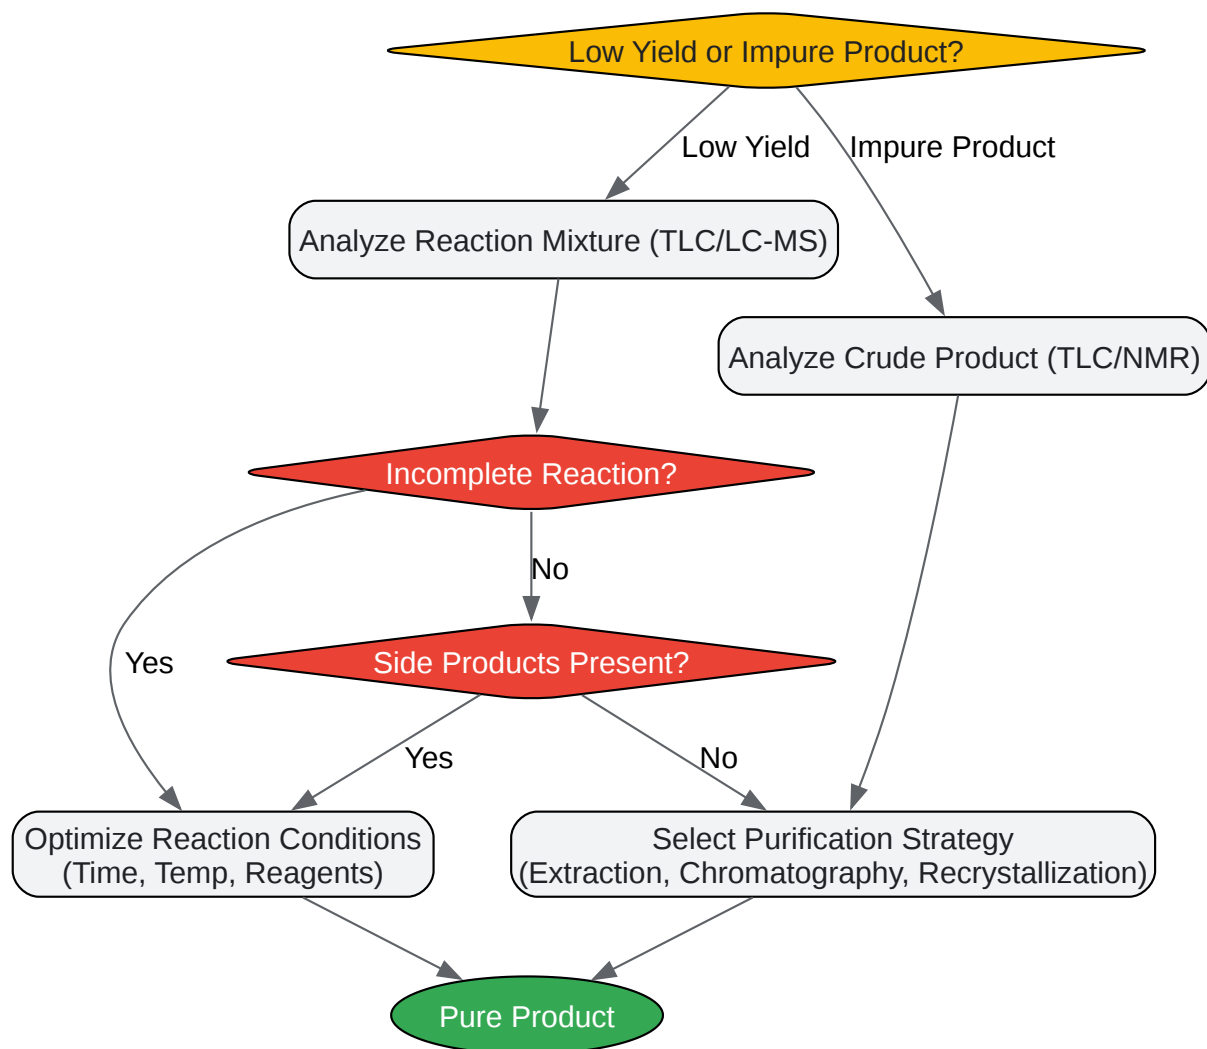 Low Yield or Impure Product?
Low Yield
Impure Product
Analyze Reaction Mixture (TLC/LC-MS)
Analyze Crude Product (TLC/NMR)
Incomplete Reaction?
No
Yes
Side Products Present?
Yes
No
Optimize Reaction Conditions
(Time, Temp, Reagents)
Select Purification Strategy
(Extraction, Chromatography, Recrystallization)
Pure Product